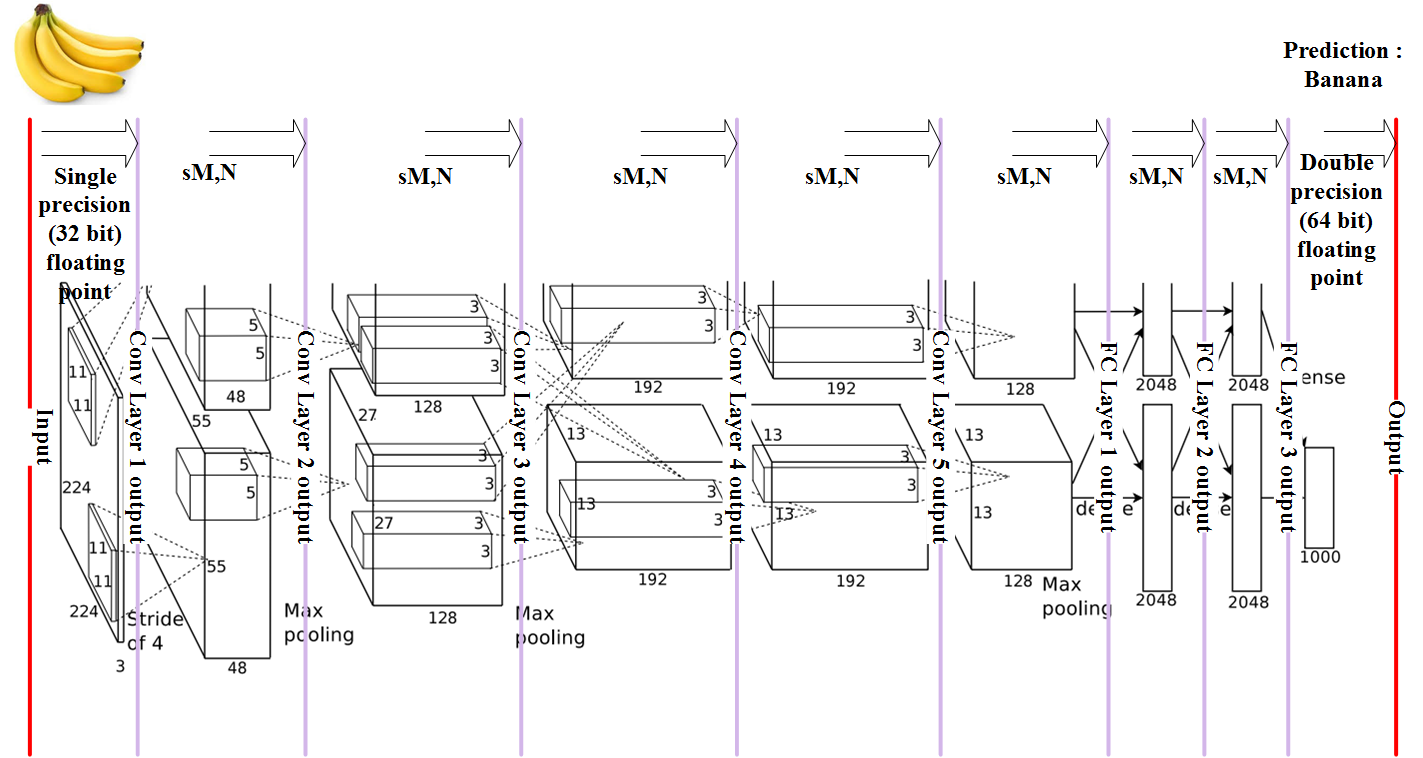 Prediction :
Banana
Single
precision
(32 bit)
floating
point
sM,N
sM,N
sM,N
sM,N
sM,N
sM,N
sM,N
Double
precision
(64 bit)
floating
point
Input
Conv Layer 1 output
Conv Layer 2 output
Conv Layer 3 output
Conv Layer 4 output
Conv Layer 5 output
FC Layer 1 output
FC Layer 2 output
FC Layer 3 output
Output
11
11
224
11
11
224
3
Stride
of 4
5
5
48
55
5
5
55
48
Max
pooling
3
3
3
128
27
3
3
27
3
3
128
Max
pooling
3
3
192
13
3
13
3
192
3
3
192
13
3
3
13
192
128
13
13
128
Max
pooling
2048
2048
de e
de e
2048
2048
ense
1000